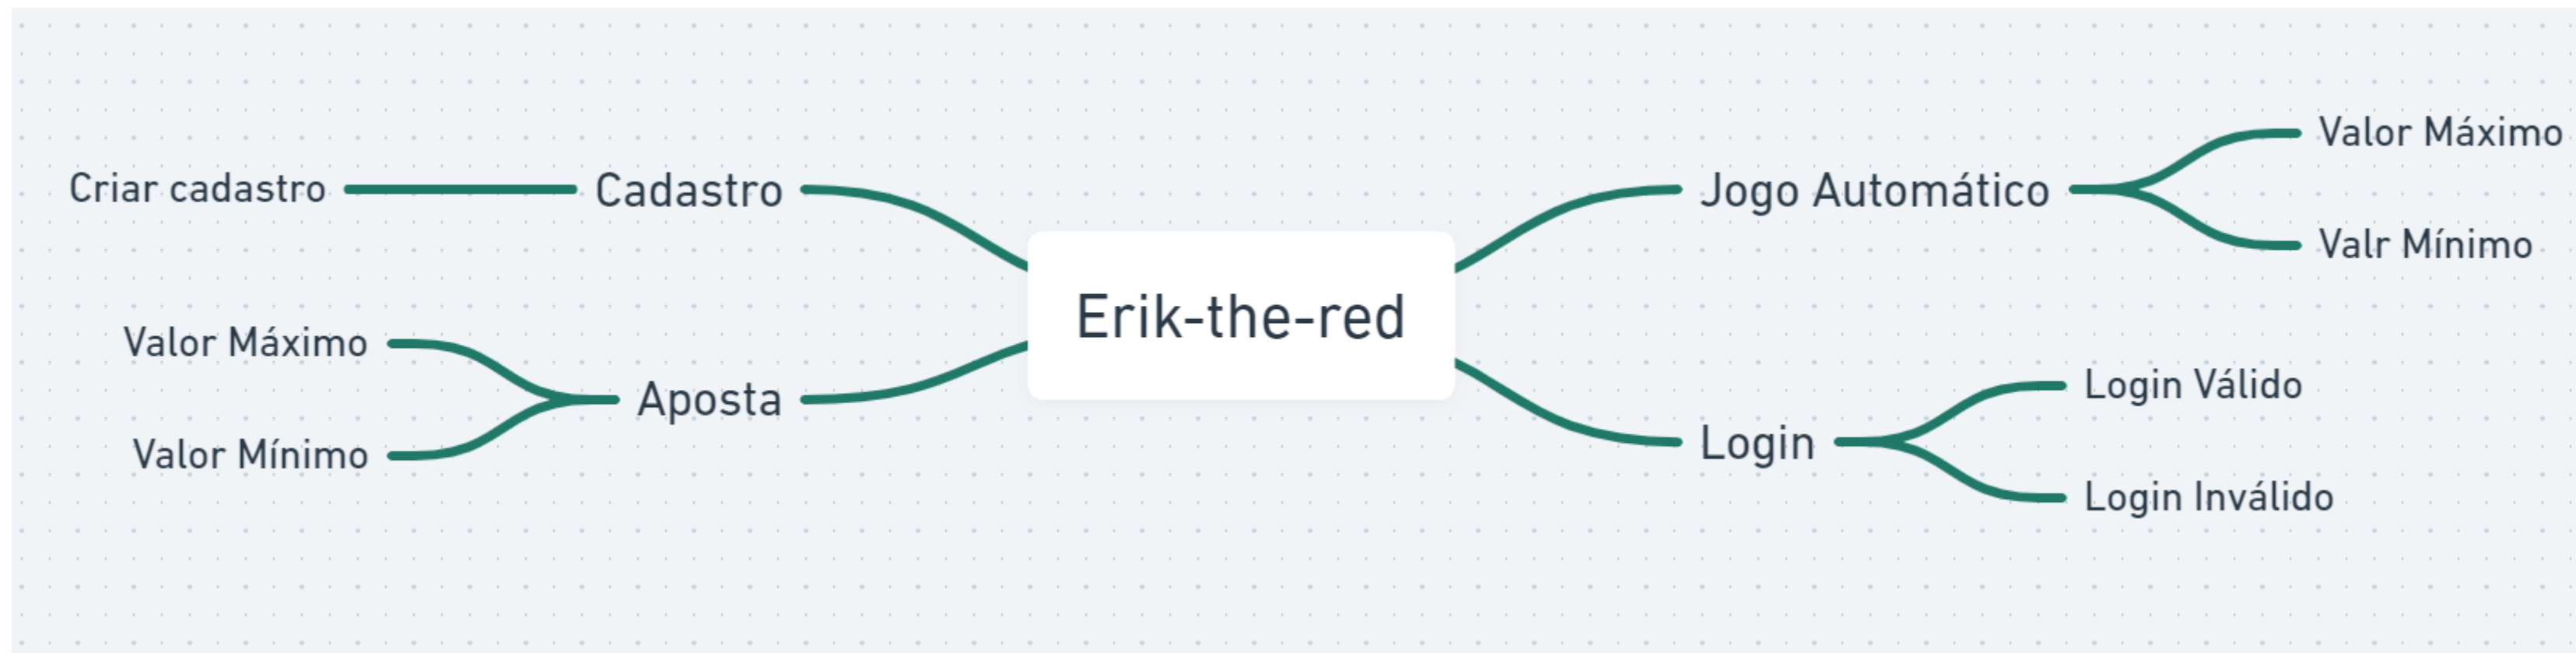 Criar cadastro
Cadastro
Valor Máximo
Valor Mínimo
Aposta
Erik-the-red
Jogo Automático
Valor Máximo
Valr Mínimo
Login
Login Válido
Login Inválido